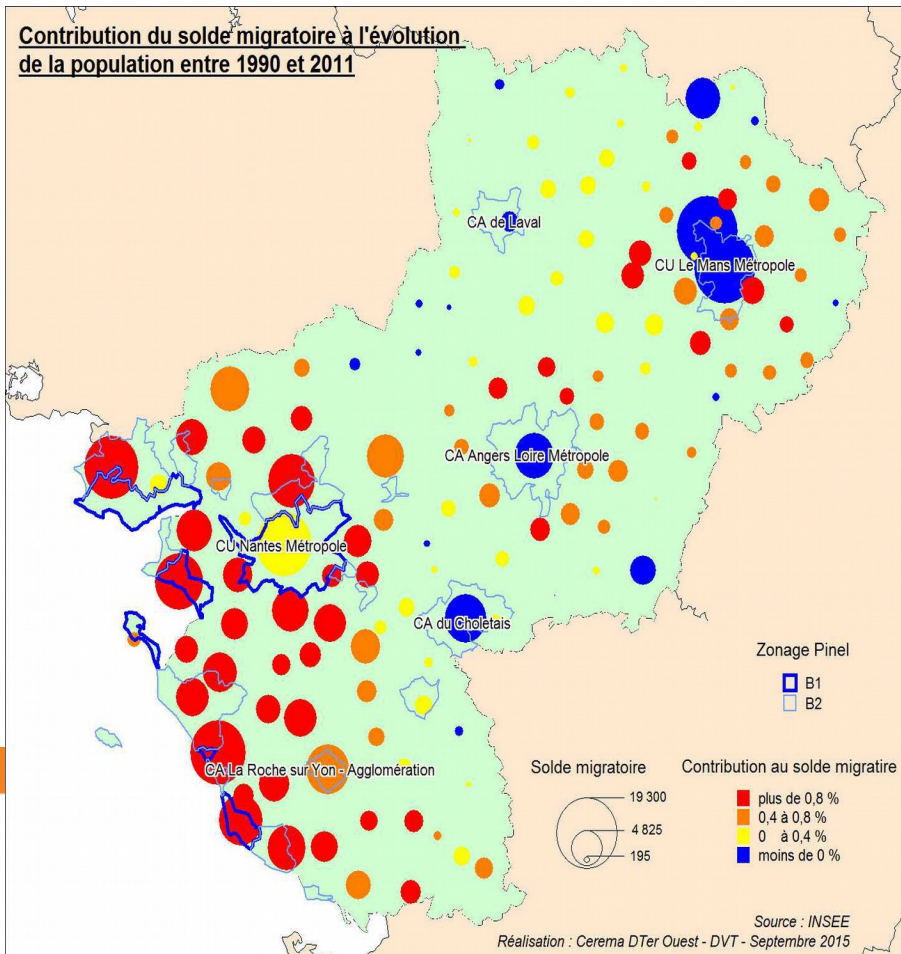 Contribution du solde migratoire à l'évolution
de la population entre 1990 et 2011
CA de Laval
CU Le Mans Métropole
CA Angers Loire Métropole
CU Nantes Métropole
CA du Choletais
CA La Roche sur Yon - Agglomération
Zonage Pinel
B1
B2
Solde migratoire
19 300
4 825
195
Contribution au solde migratire
plus de 0,8 %
0,4 à 0,8 %
0 à 0,4 %
moins de 0 %
Source : INSEE
Réalisation : Cerema DTer Ouest - DVT - Septembre 2015